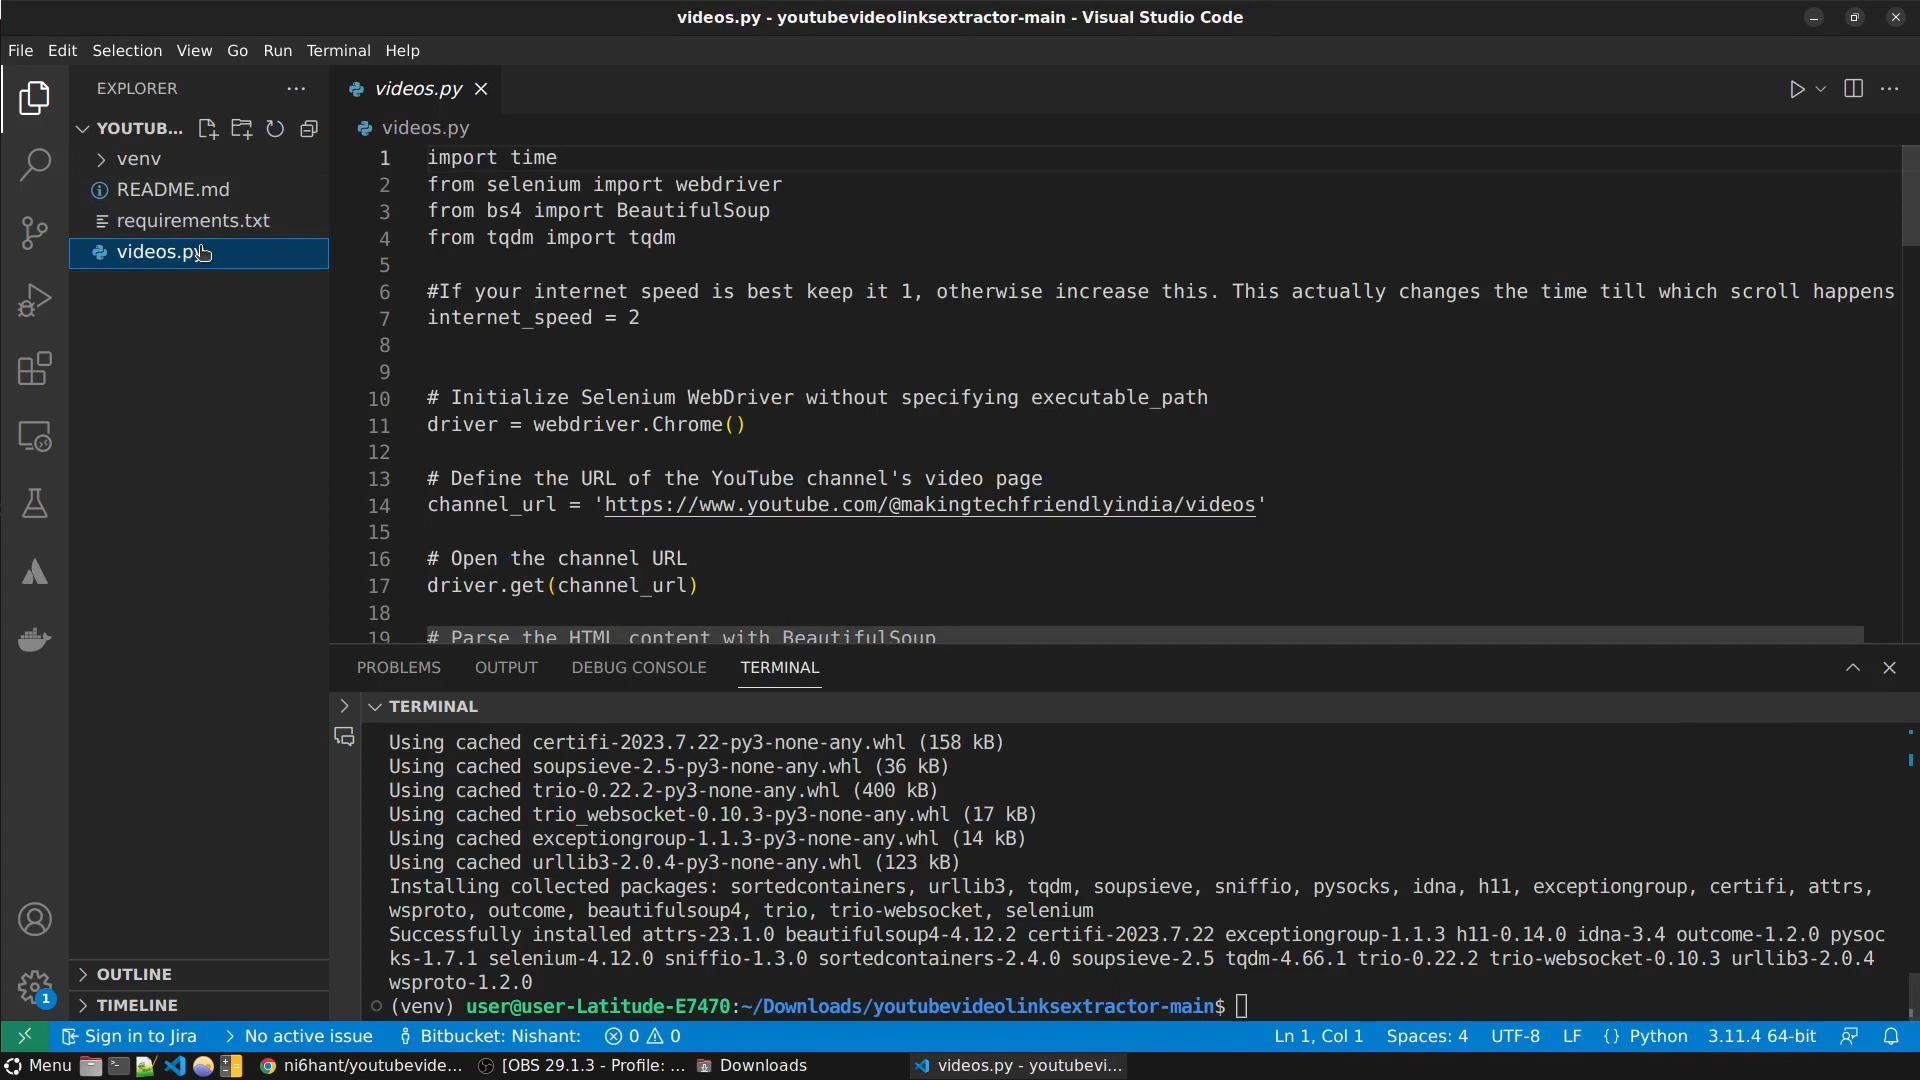 videos.py - youtubevideolinksextractor-main - Visual Studio Code
File Edit Selection View Go Run Terminal Help
EXPLORER
videos.py
YOUTUB...
videos.py
venv
README.md
requirements.txt
videos.py
1 import time
2 from selenium import webdriver
3 from bs4 import BeautifulSoup
4 from tqdm import tqdm
5
6 #If your internet speed is best keep it 1, otherwise increase this. This actually changes the time till which scroll happens
7 internet_speed = 2
8
9
10 # Initialize Selenium WebDriver without specifying executable_path
11 driver = webdriver.Chrome()
12
13 # Define the URL of the YouTube channel's video page
14 channel_url = 'https://www.youtube.com/@makingtechfriendlyindia/videos'
15
16 # Open the channel URL
17 driver.get(channel_url)
18
19 # Parse the HTML content with BeautifulSoup
PROBLEMS OUTPUT DEBUG CONSOLE TERMINAL
TERMINAL
Using cached certifi-2023.7.22-py3-none-any.whl (158 kB)
Using cached soupsieve-2.5-py3-none-any.whl (36 kB)
Using cached trio-0.22.2-py3-none-any.whl (400 kB)
Using cached trio_websocket-0.10.3-py3-none-any.whl (17 kB)
Using cached exceptiongroup-1.1.3-py3-none-any.whl (14 kB)
Using cached urllib3-2.0.4-py3-none-any.whl (123 kB)
Installing collected packages: sortedcontainers, urllib3, tqdm, soupsieve, sniffio, pysocks, idna, h11, exceptiongroup, certifi, attrs,
wsproto, outcome, beautifulsoup4, trio, trio-websocket, selenium
Successfully installed attrs-23.1.0 beautifulsoup4-4.12.2 certifi-2023.7.22 exceptiongroup-1.1.3 h11-0.14.0 idna-3.4 outcome-1.2.0 pysoc
ks-1.7.1 selenium-4.12.0 sniffio-1.3.0 sortedcontainers-2.4.0 soupsieve-2.5 tqdm-4.66.1 trio-0.22.2 trio-websocket-0.10.3 urllib3-2.0.4
wsproto-1.2.0
(venv) user@user-Latitude-E7470:~/Downloads/youtubevideolinksextractor-main$
OUTLINE
TIMELINE
1
Sign in to Jira No active issue Bitbucket: Nishant: 0 0 Ln 1, Col 1 Spaces: 4 UTF-8 LF {} Python 3.11.4 64-bit
Menu ni6hant/youtubevide... [OBS 29.1.3 - Profile: ... Downloads videos.py - youtubevi...